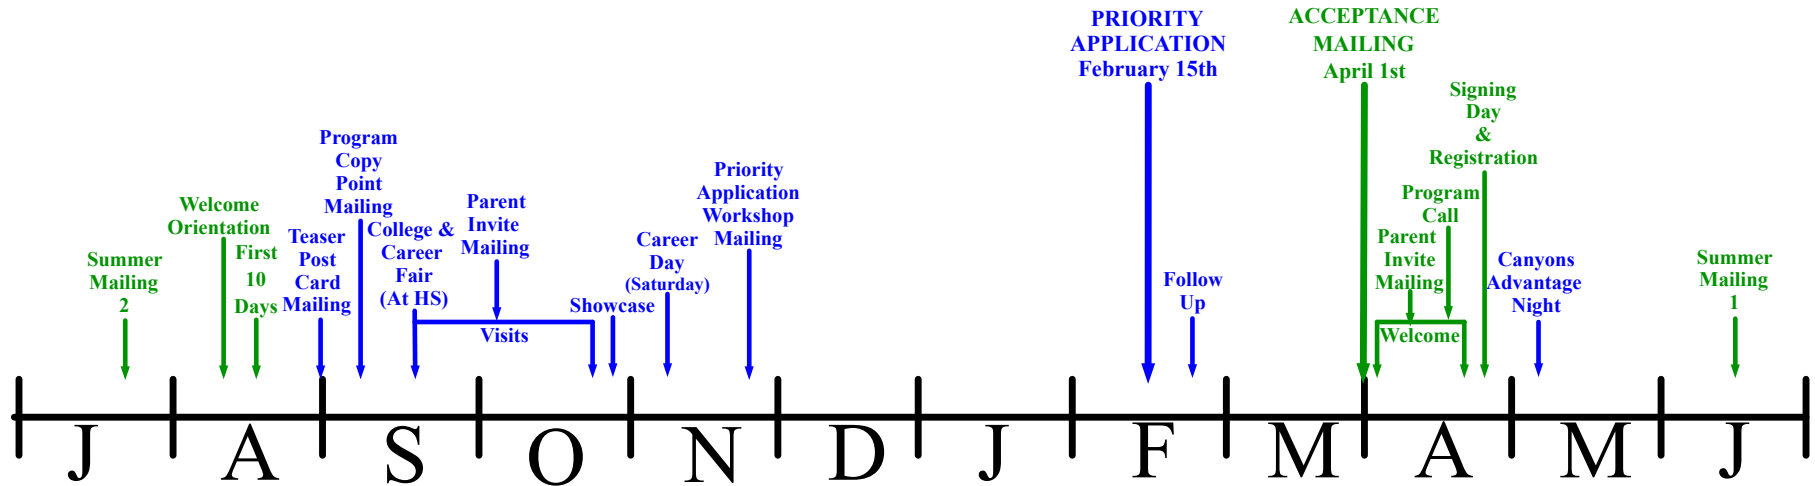 PRIORITY
APPLICATION
February 15th
ACCEPTANCE
MAILING
April 1st
Summer
Mailing
2
Welcome
Orientation
First
10
Days
Teaser
Post
Card
Mailing
Program
Copy
Point
Mailing
College &
Career
Fair
(At HS)
Parent
Invite
Mailing
Visits
Showcase
Career
Day
(Saturday)
Priority
Application
Workshop
Mailing
Follow
Up
Parent
Invite
Mailing
Welcome
Program
Call
Signing
Day
&
Registration
Canyons
Advantage
Night
Summer
Mailing
1
J A S O N D J F M A M J